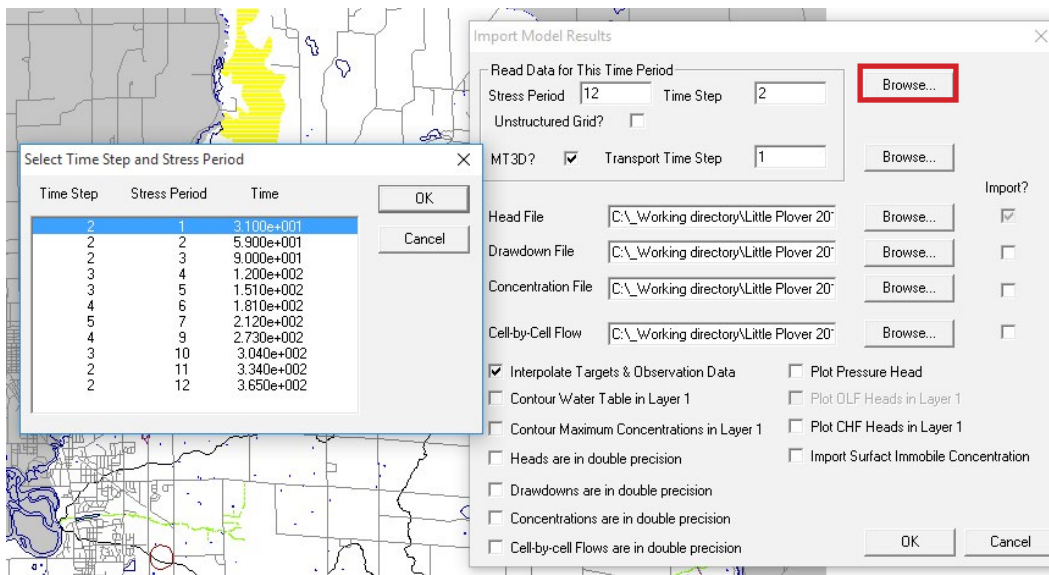 Import Model Results
Read Data for This Time Period
Stress Period 12 Time Step 2 Browse...
Unstructured Grid?
MT3D? Transport Time Step 1 Browse...
Import?
Head File C:\_Working directory\Little Plover 20 Browse...
Drawdown File C:\_Working directory\Little Plover 20 Browse...
Concentration File C:\_Working directory\Little Plover 20 Browse...
Cell-by-Cell Flow C:\_Working directory\Little Plover 20 Browse...
Interpolate Targets & Observation Data Plot Pressure Head
Contour Water Table in Layer 1 Plot OLF Heads in Layer 1
Contour Maximum Concentrations in Layer 1 Plot CHF Heads in Layer 1
Heads are in double precision Import Surfact Immobile Concentration
Drawdowns are in double precision
Concentrations are in double precision
Cell-by-cell Flows are in double precision
OK Cancel
Select Time Step and Stress Period
Time Step Stress Period Time OK
2 1 3.100e+001
2 2 5.900e+001 Cancel
2 3 9.000e+001
3 4 1.200e+002
3 5 1.510e+002
4 6 1.810e+002
5 7 2.120e+002
4 9 2.730e+002
3 10 3.040e+002
2 11 3.340e+002
2 12 3.650e+002